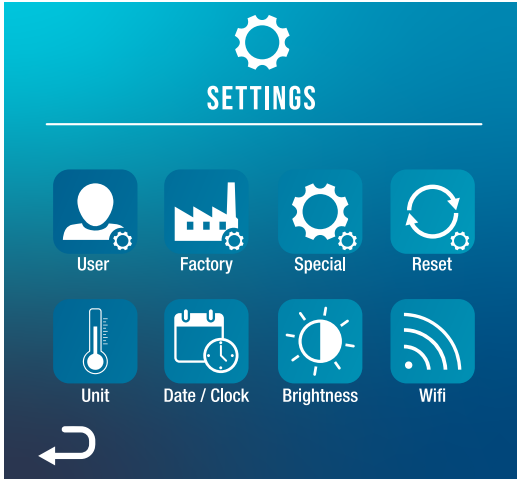 SETTINGS
User Factory Special Reset
Unit Date / Clock Brightness Wifi